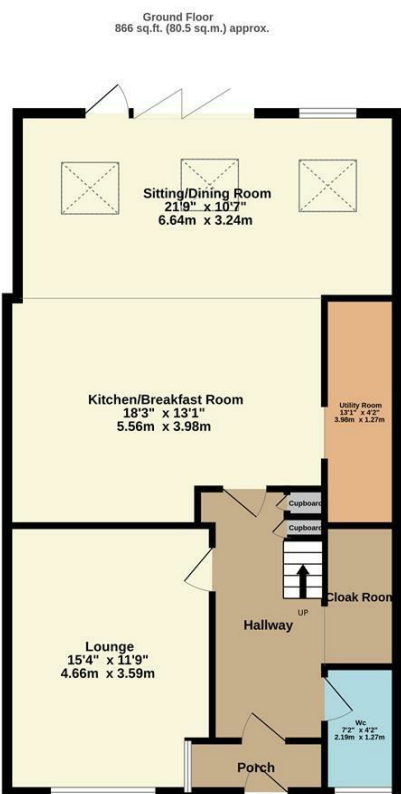 Ground Floor
866 sq.ft. (80.5 sq.m.) approx.
Sitting/Dining Room
21'9" x 10'7"
6.64m x 3.24m
Kitchen/Breakfast Room
18'3" x 13'1"
5.56m x 3.98m
Utility Room
13'1" x 4'2"
3.98m x 1.27m
Cupboard
Cupboard
Cloak Room
UP
Hallway
Lounge
15'4" x 11'9"
4.66m x 3.59m
Wc
7'2" x 4'2"
2.19m x 1.27m
Porch